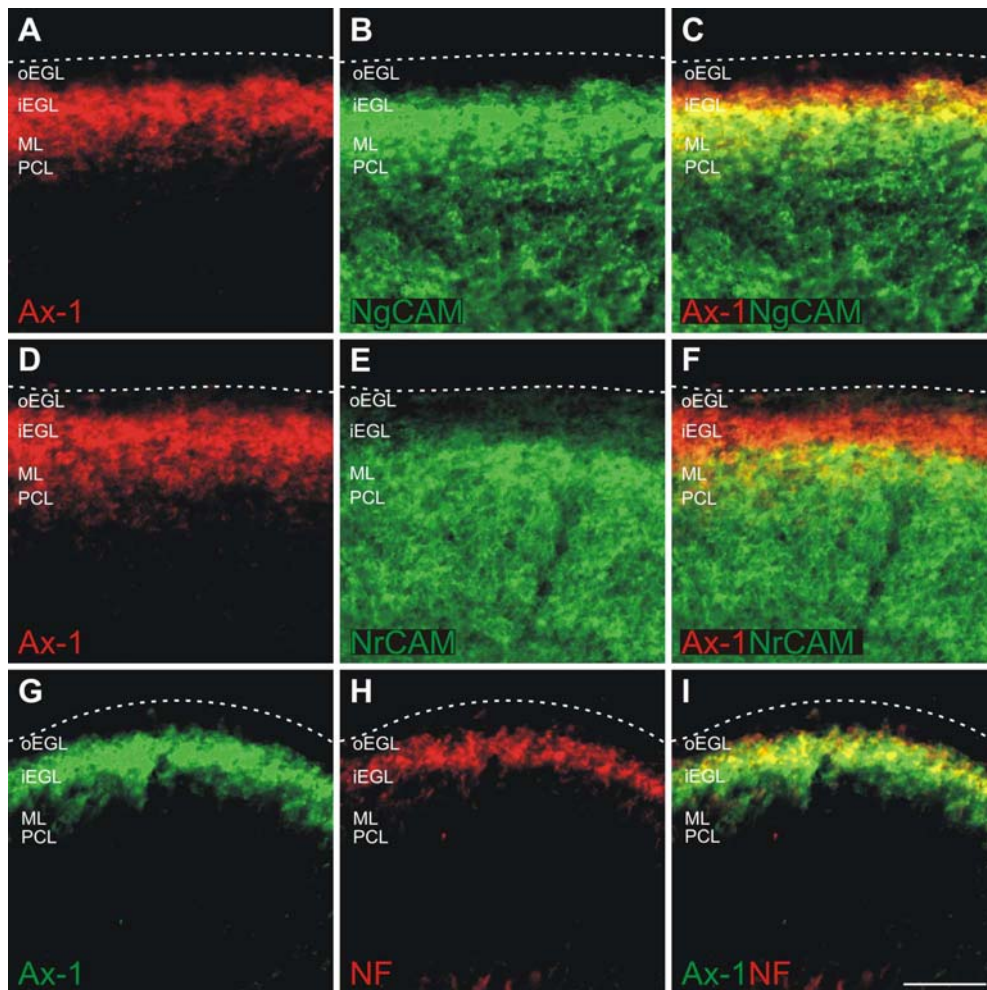 A
oEGL
iEGL
ML
PCL
Ax-1
B
oEGL
iEGL
ML
PCL
NgCAM
C
oEGL
iEGL
ML
PCL
Ax-1NgCAM
D
oEGL
iEGL
ML
PCL
Ax-1
E
oEGL
iEGL
ML
PCL
NrCAM
F
oEGL
iEGL
ML
PCL
Ax-1NrCAM
G
oEGL
iEGL
ML
PCL
Ax-1
H
oEGL
iEGL
ML
PCL
NF
I
oEGL
iEGL
ML
PCL
Ax-1NF